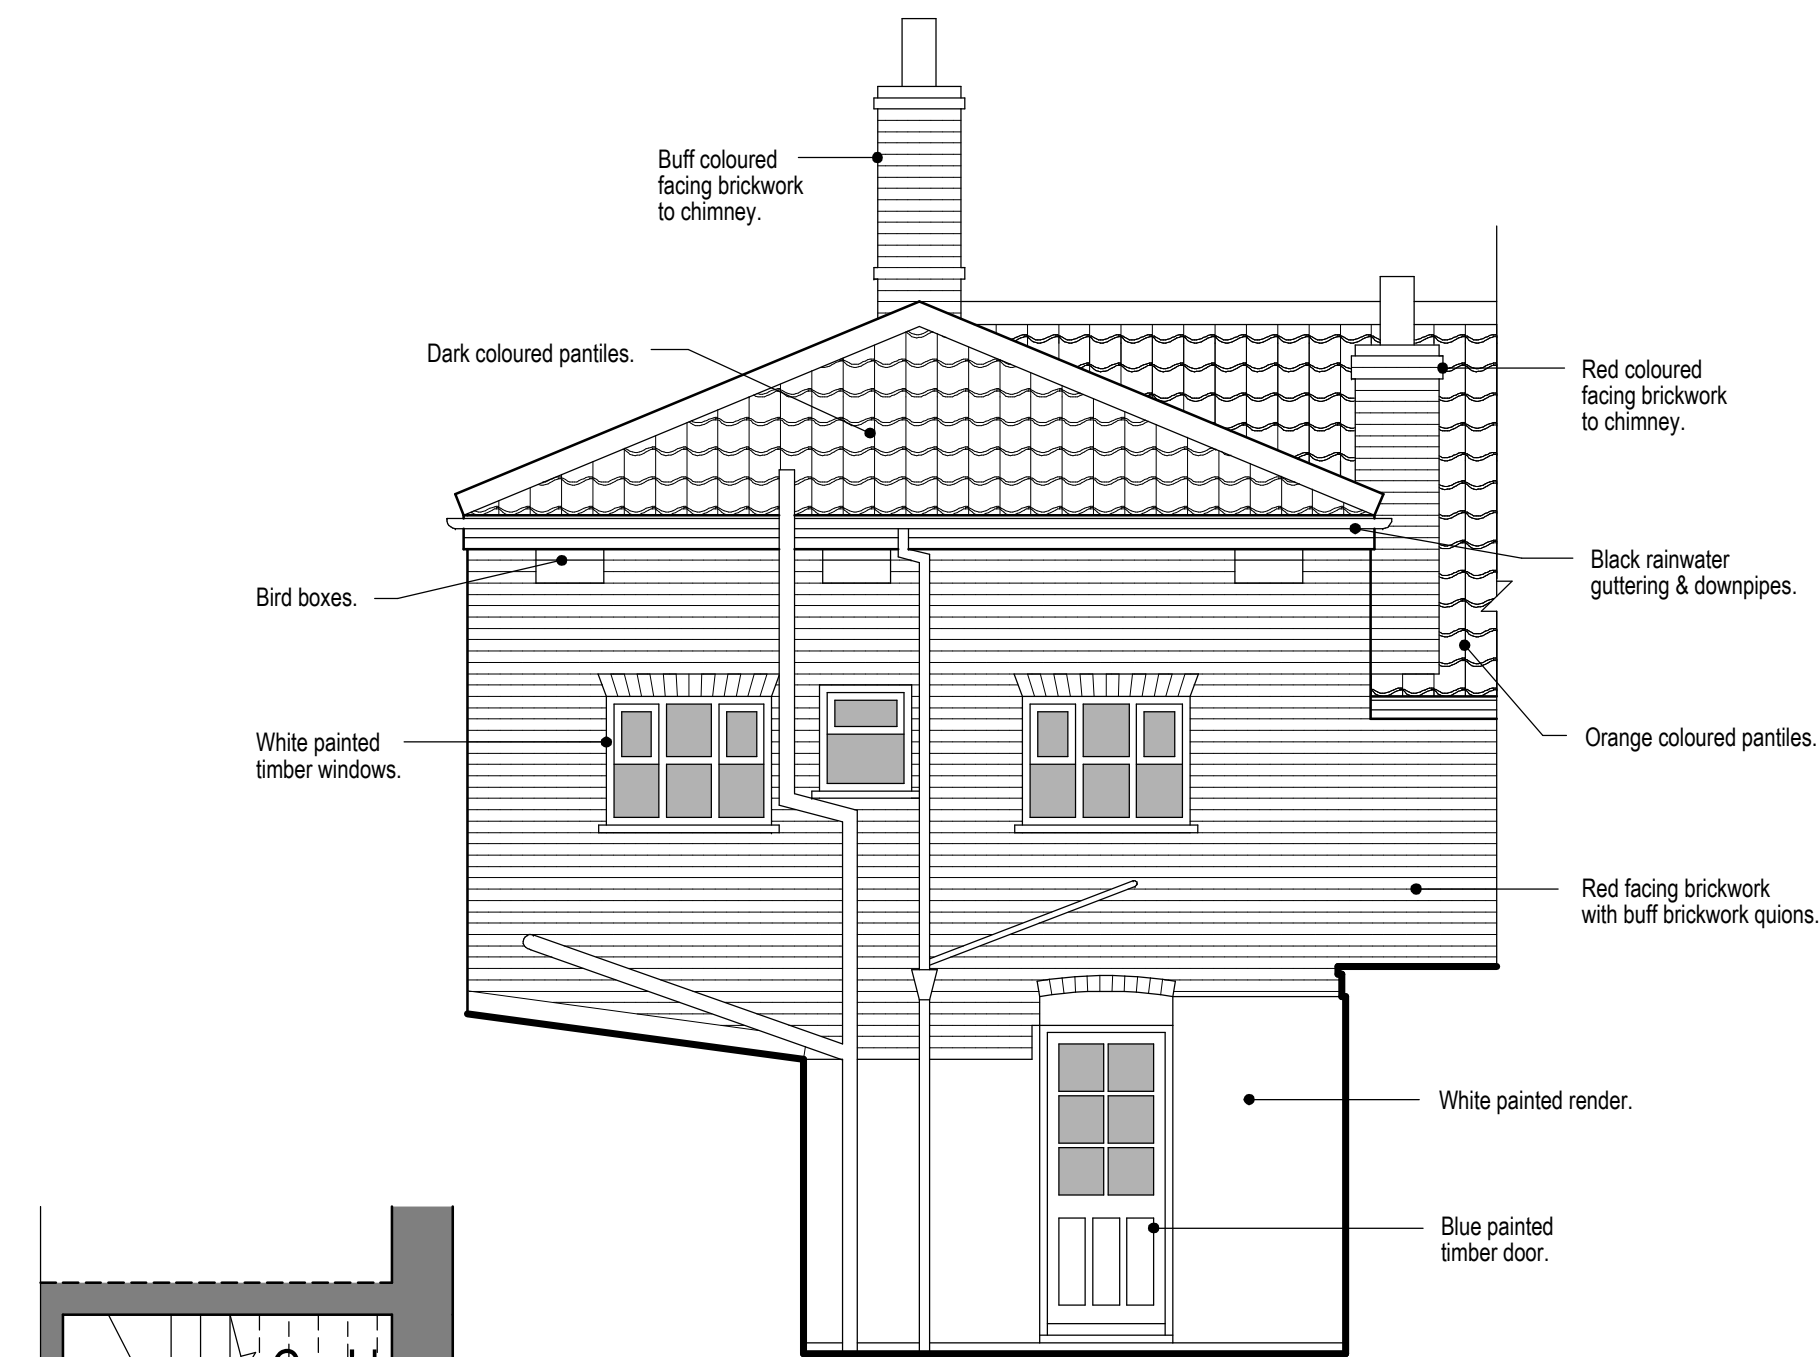 Buff coloured
facing brickwork
to chimney.
Dark coloured pantiles.
Red coloured
facing brickwork
to chimney.
Black rainwater
guttering & downpipes.
Bird boxes.
White painted
timber windows.
Orange coloured pantiles.
Red facing brickwork
with buff brickwork quions.
White painted render.
Blue painted
timber door.